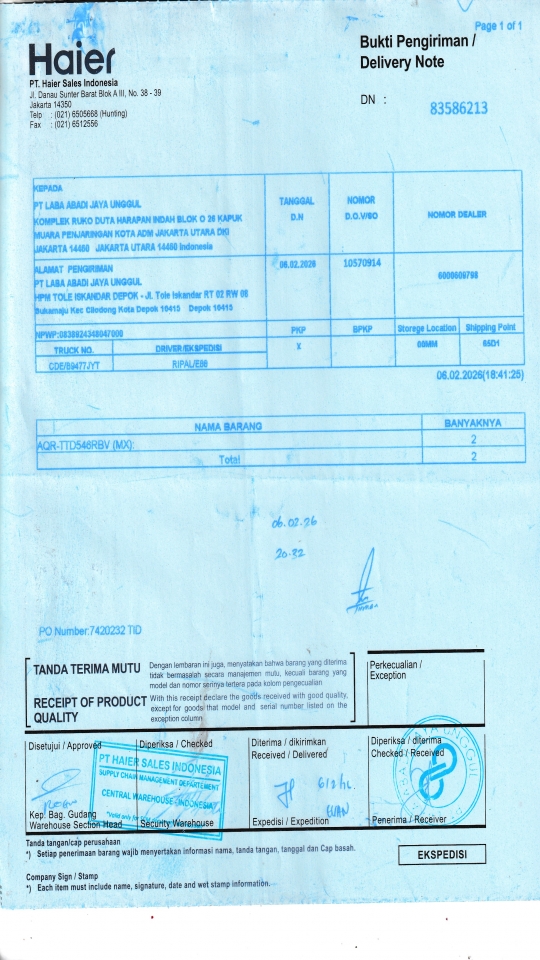 Page 1 of 1
Haier
Bukti Pengiriman /
Delivery Note
PT. Haier Sales Indonesia
Jl. Danau Sunter Barat Blok A III, No. 38 - 39
Jakarta 14350
Telp : (021) 6505668 (Hunting)
Fax : (021) 6512556
DN : 83586213
KEPADA
PT LABA ABADI JAYA UNGGUL
KOMPLEK RUKO DUTA HARAPAN INDAH BLOK O 26 KAPUK
MUARA PENJARINGAN KOTA ADM JAKARTA UTARA DKI
JAKARTA 14460 JAKARTA UTARA 14460 Indonesia
TANGGAL
D.N
NOMOR
D.O.V/SO
NOMOR DEALER
ALAMAT PENGIRIMAN
PT LABA ABADI JAYA UNGGUL
HPM TOLE ISKANDAR DEPOK - Jl. Tole Iskandar RT 02 RW 06
Sukamaju Kec Cilodong Kota Depok 16415 Depok 16415
06.02.2026
10570914
PKP
BPKP
Storege Location
Shipping Point
X
TRUCK NO.
DRIVER/EKSPEDISI
06.02.2026(18:41:25)
NAMA BARANG
BANYAKNYA
AQR-TTD546RBV (MX):
2
Total
2
06.02.26
20.32
PO Number:7420232 TID
TANDA TERIMA MUTU
Dengan lembaran ini juga, menyatakan bahwa barang yang diterima
tidak bermasalah secara manajemen mutu, kecuali barang yang
model dan nomor serinya tertera pada kolom pengecualian
RECEIPT OF PRODUCT
QUALITY
With this receipt declare the goods received with good quality,
except for goods that model and serial number listed on the
exception column
Perkecualian /
Exception
Disetujui / Approved
Diperiksa / Checked
Diterima / dikirimkan
Received / Delivered
Diperiksa / diterima
Checked / Received
PT HAIER SALES INDONESIA
SUPPLY CHAIN MANAGEMENT DEPARTEMENT
CENTRAL WAREHOUSE - INDONESIA
Kep. Bag. Gudang
Warehouse Section Head
Security Warehouse
Expedisi / Expedition
Penerima / Receiver
Tanda tangan/cap perusahaan
*) Setiap penerimaan barang wajib menyertakan informasi nama, tanda tangan, tanggal dan Cap basah.
EKSPEDISI
Company Sign / Stamp
*) Each item must include name, signature, date and wet stamp information.